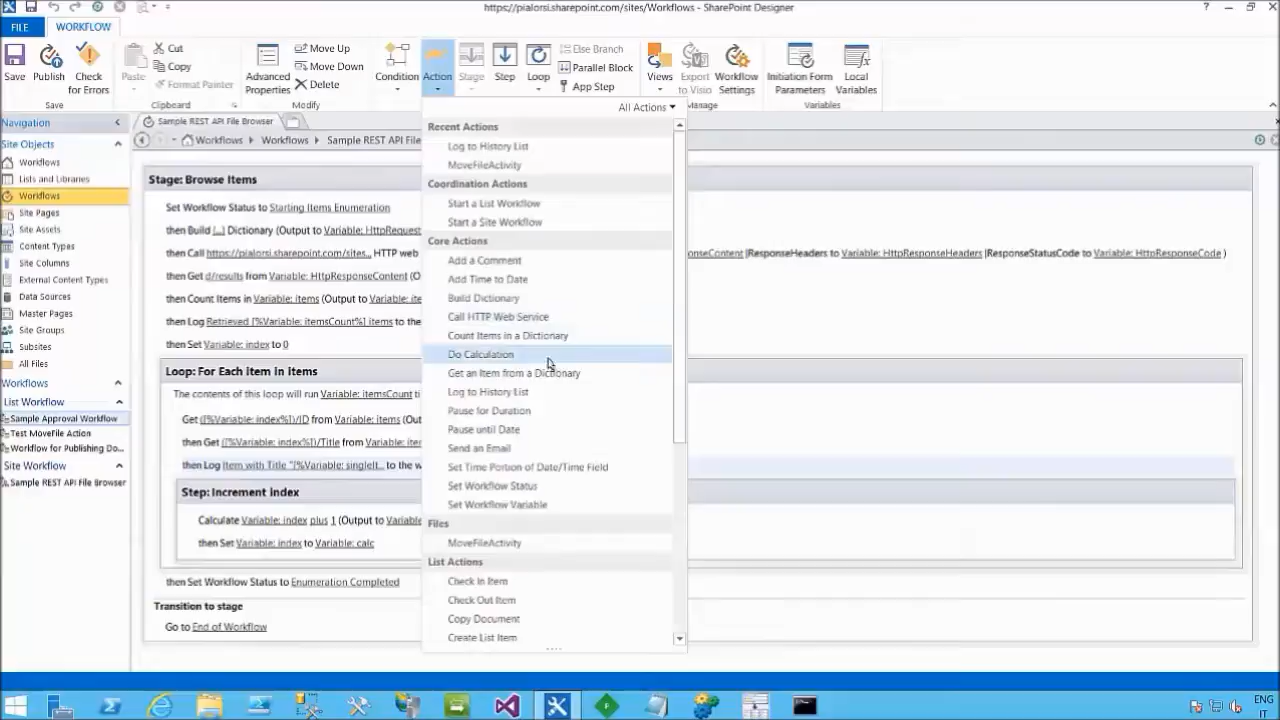 https://pialorsi.sharepoint.com/sites/Workflows - SharePoint Designer
FILE
WORKFLOW
Save
Publish
Check
for Errors
Save
Paste
Cut
Copy
Format Painter
Clipboard
Advanced
Properties
Move Up
Move Down
Delete
Modify
Condition
Action
Stage
Step
Loop
Else Branch
Parallel Block
App Step
Views
Export
to Visio
Workflow
Settings
Manage
Initiation Form
Parameters
Local
Variables
Variables
Navigation
Site Objects
Workflows
Lists and Libraries
Workflows
Site Pages
Site Assets
Content Types
Site Columns
External Content Types
Data Sources
Master Pages
Site Groups
Subsites
All Files
Workflows
List Workflow
Sample Approval Workflow
Test MoveFile Action
Workflow for Publishing Do...
Site Workflow
Sample REST API File Browser
Sample REST API File Browser
Workflows
Workflows
Sample REST API File
Stage: Browse Items
Set Workflow Status to Starting Items Enumeration
then Build {...} Dictionary (Output to Variable: HttpRequest
then Call https://pialorsi.sharepoint.com/sites... HTTP web
onseContent |ResponseHeaders to Variable: HttpResponseHeaders |ResponseStatusCode to Variable: HttpResponseCode )
then Get d/results from Variable: HttpResponseContent (O
then Count Items in Variable: items (Output to Variable: ite
then Log Retrieved [%Variable: itemsCount%] items to the
then Set Variable: index to 0
Loop: For Each Item in Items
The contents of this loop will run Variable: itemsCount ti
Get ([%Variable: index%])/ID from Variable: items (Out
then Get ([%Variable: index%])/Title from Variable: item
then Log Item with Title "[%Variable: singleIt... to the w
Step: Increment index
Calculate Variable: index plus 1 (Output to Variable
then Set Variable: index to Variable: calc
then Set Workflow Status to Enumeration Completed
Transition to stage
Go to End of Workflow
All Actions
Recent Actions
Log to History List
MoveFileActivity
Coordination Actions
Start a List Workflow
Start a Site Workflow
Core Actions
Add a Comment
Add Time to Date
Build Dictionary
Call HTTP Web Service
Count Items in a Dictionary
Do Calculation
Get an Item from a Dictionary
Log to History List
Pause for Duration
Pause until Date
Send an Email
Set Time Portion of Date/Time Field
Set Workflow Status
Set Workflow Variable
Files
MoveFileActivity
List Actions
Check In Item
Check Out Item
Copy Document
Create List Item
ENG
IT